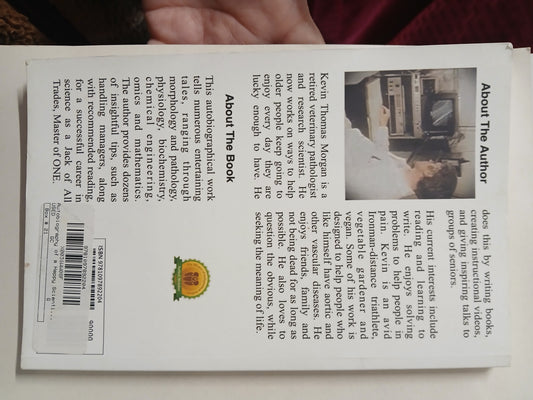 About The Author
Kevin Thomas Morgan is a
retired veterinary pathologist
and research scientist. He
now works on ways to help
older people keep going to
enjoy every day they are
lucky enough to have. He
does this by writing books,
creating instructional videos,
and giving inspiring talks to
groups of seniors.
His current interests include
reading and learning to
write. He enjoys solving
problems to help people in
pain. Kevin is an avid
Ironman-distance triathlete,
vegetable gardener and
vegan. Some of his work is
designed to help people who
like himself have aortic and
other vascular diseases. He
enjoys friends, family and
not being dead for as long as
possible. He also loves to
question the obvious, while
seeking the meaning of life.
About The Book
This autobiographical work
tells numerous entertaining
tales, ranging through
morphology and pathology,
physiology, biochemistry,
chemical engineering,
omics and mathematics.
The author provides dozens
of insightful tips, such as
handling managers, along
with recommended reading,
for a successful career in
science as a Jack of All
Trades, Master of ONE.
ISBN 9781097892204
90000
9781097892204
Autobiography of a Happy Scienti...
USED